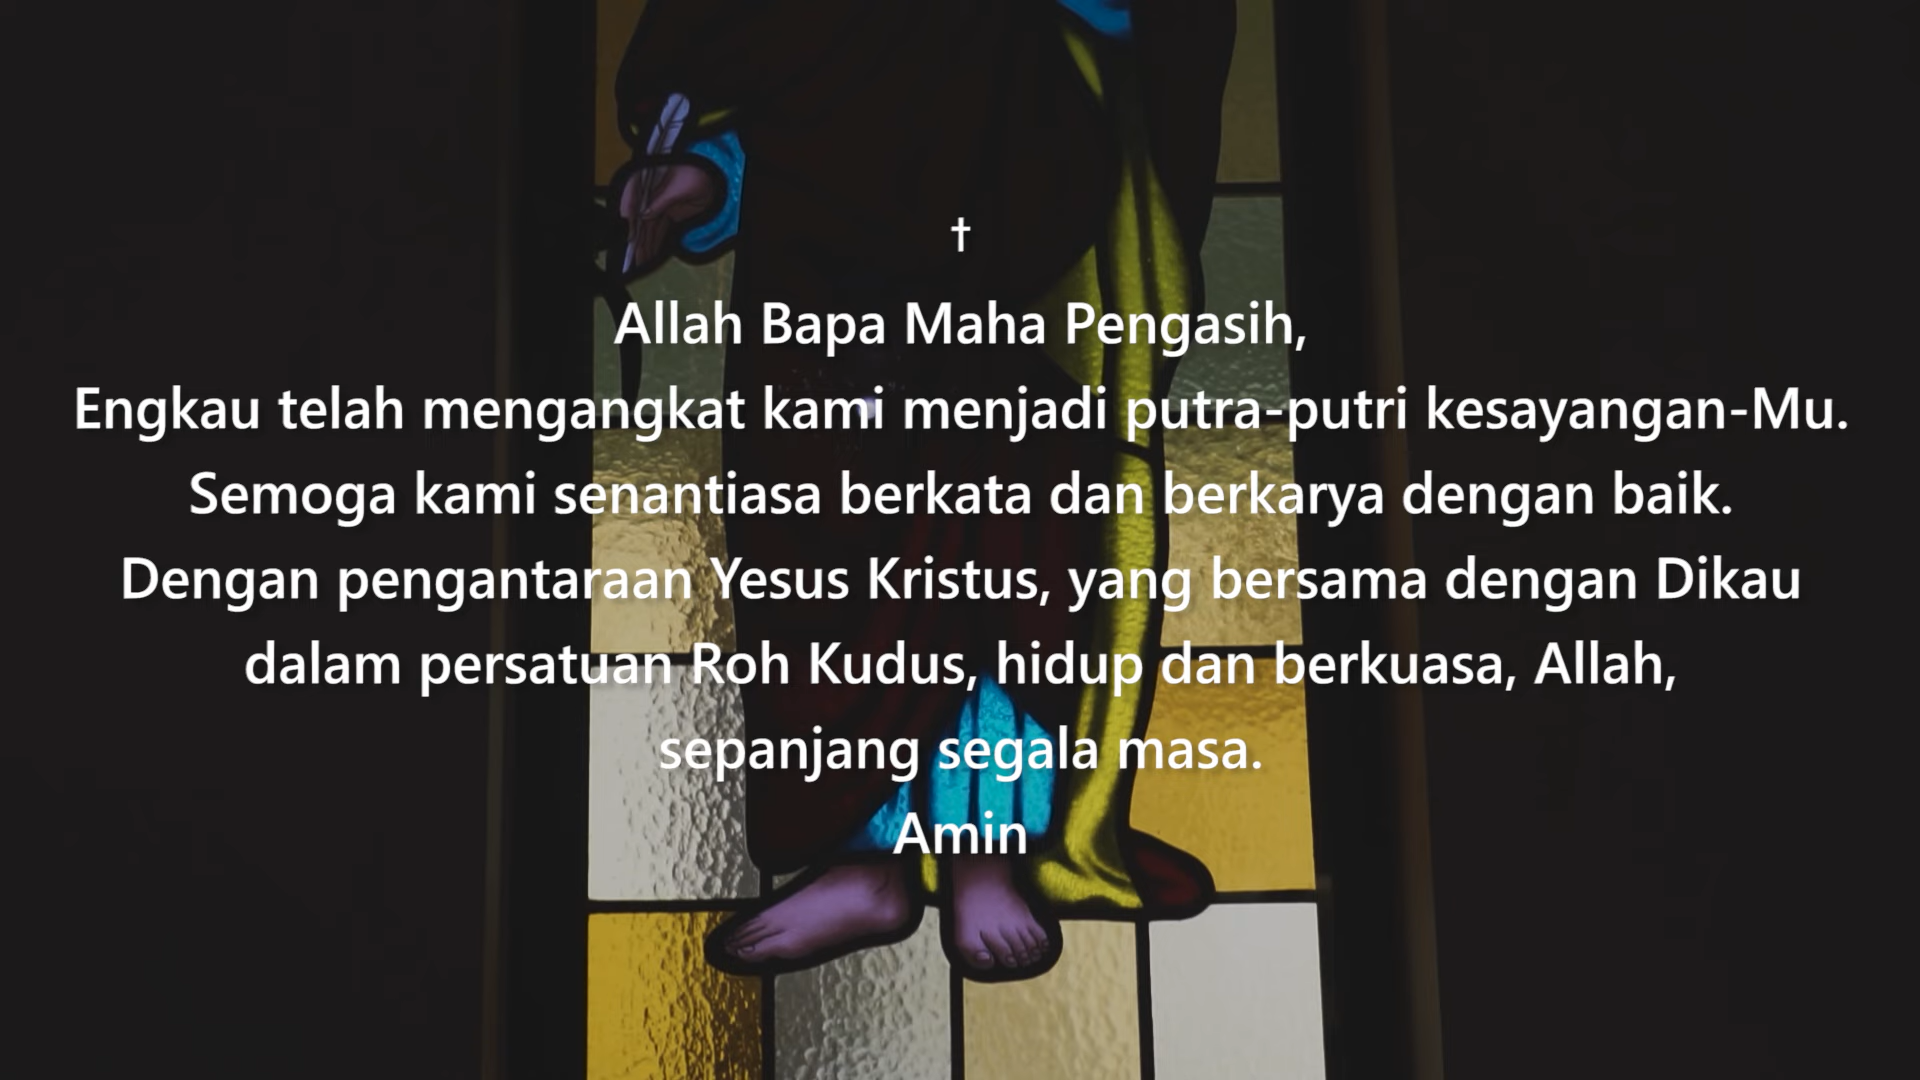 †
Allah Bapa Maha Pengasih,
Engkau telah mengangkat kami menjadi putra-putri kesayangan-Mu.
Semoga kami senantiasa berkata dan berkarya dengan baik.
Dengan pengantaraan Yesus Kristus, yang bersama dengan Dikau
dalam persatuan Roh Kudus, hidup dan berkuasa, Allah,
sepanjang segala masa.
Amin